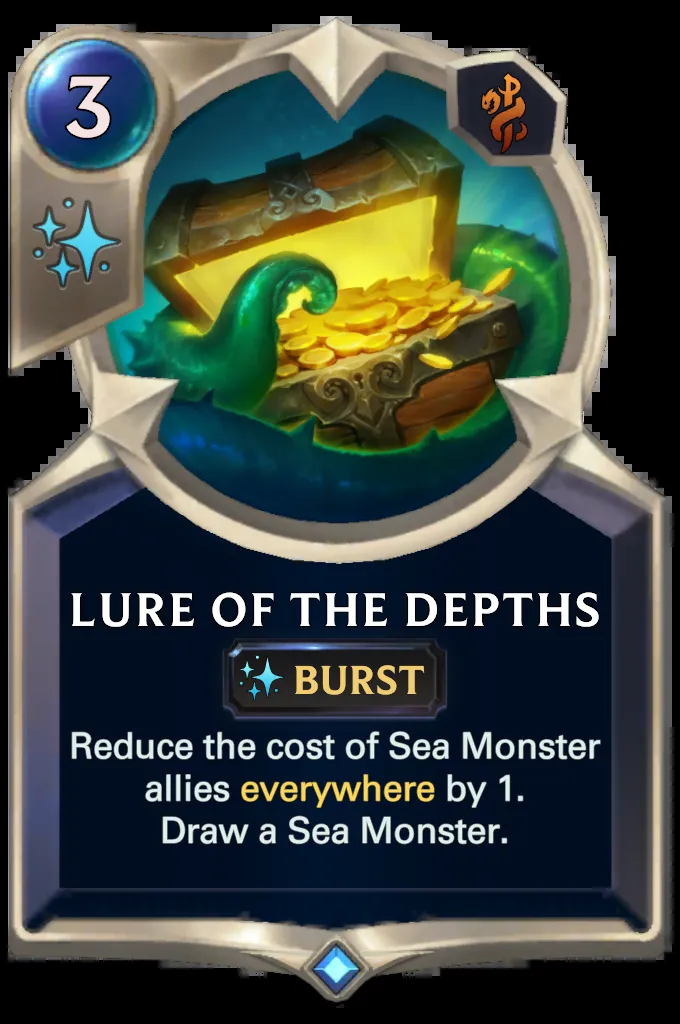 3
LURE OF THE DEPTHS
BURST
Reduce the cost of Sea Monster
allies everywhere by 1.
Draw a Sea Monster.